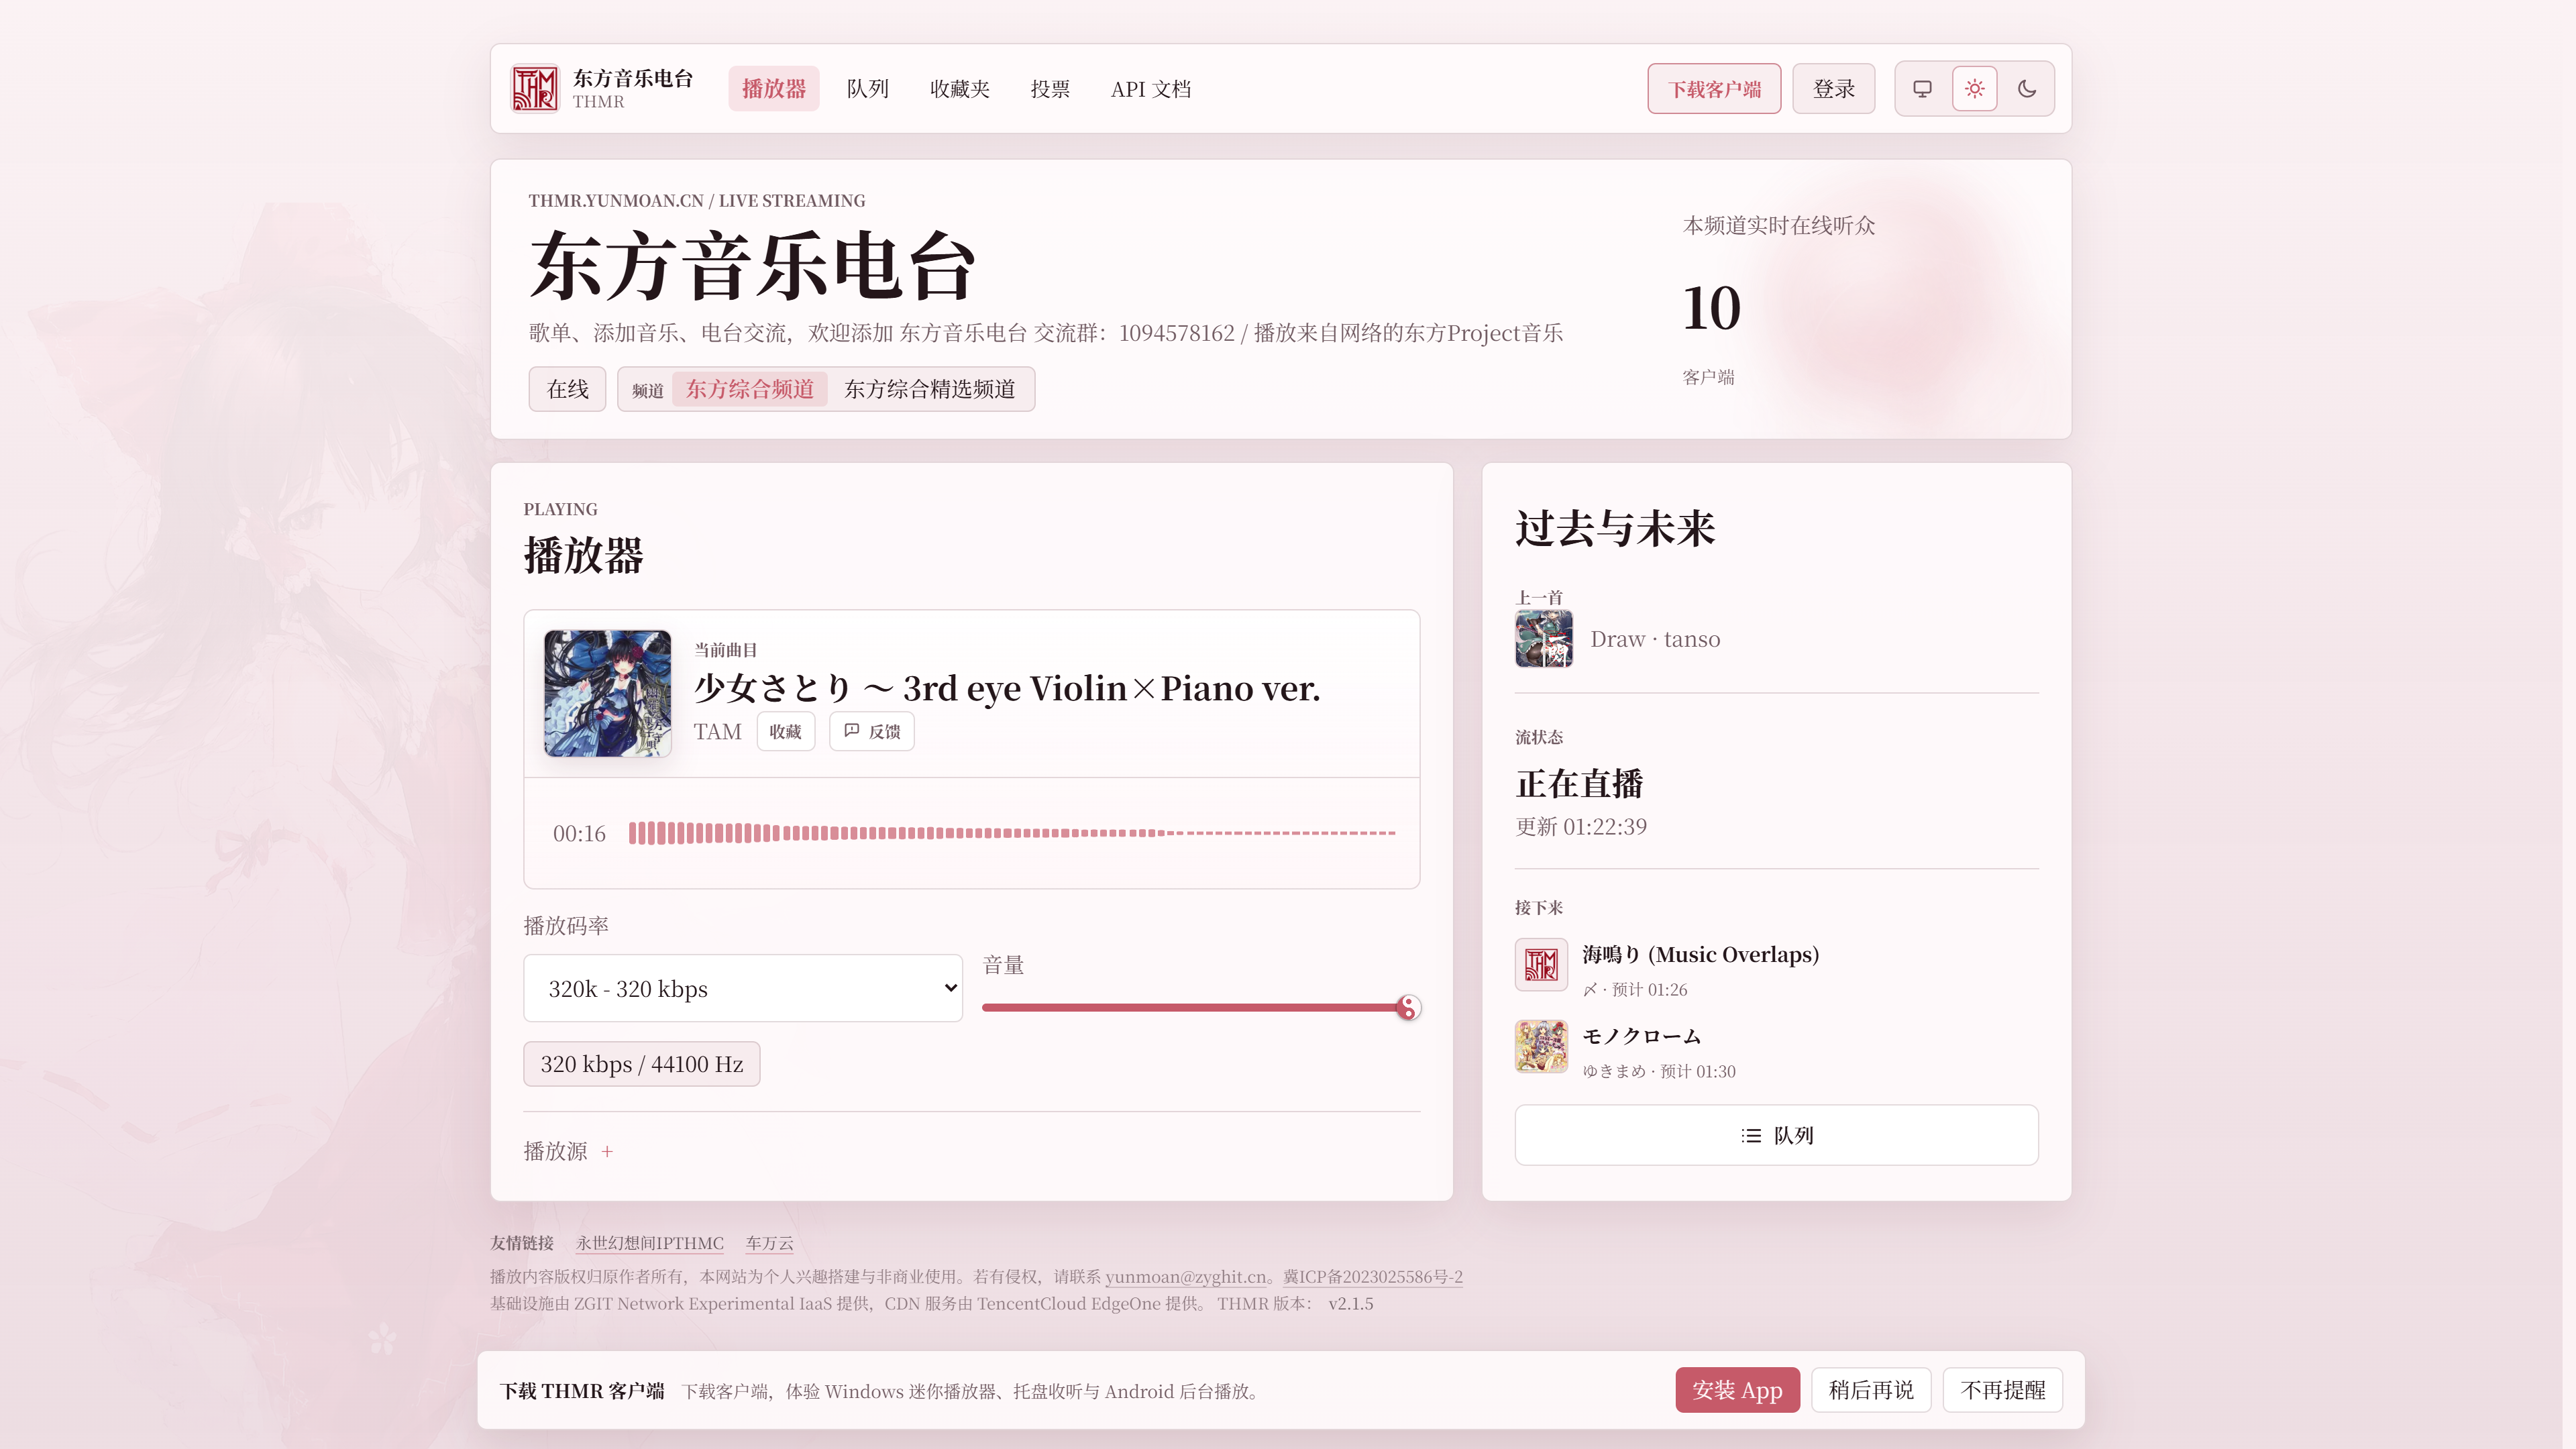 东方音乐电台
THMR
播放器 队列 收藏夹 投票 API 文档
下载客户端 登录
THMR.YUNMOAN.CN / LIVE STREAMING
东方音乐电台
歌单、添加音乐、电台交流，欢迎添加 东方音乐电台 交流群：1094578162 / 播放来自网络的东方Project音乐
在线 频道 东方综合频道 东方综合精选频道
本频道实时在线听众
10
客户端
PLAYING
播放器
当前曲目
少女さとり ～ 3rd eye Violin×Piano ver.
TAM 收藏 反馈
00:16
播放码率
320k - 320 kbps
音量
320 kbps / 44100 Hz
播放源 +
过去与未来
上一首
Draw · tanso
流状态
正在直播
更新 01:22:39
接下来
海鳴り (Music Overlaps)
〆 · 预计 01:26
モノクローム
ゆきまめ · 预计 01:30
队列
友情链接 永世幻想间IPTHMC 车万云
播放内容版权归原作者所有，本网站为个人兴趣搭建与非商业使用。若有侵权，请联系 yunmoan@zyghit.cn。冀ICP备2023025586号-2
基础设施由 ZGIT Network Experimental IaaS 提供，CDN 服务由 TencentCloud EdgeOne 提供。 THMR 版本： v2.1.5
下载 THMR 客户端 下载客户端，体验 Windows 迷你播放器、托盘收听与 Android 后台播放。
安装 App 稍后再说 不再提醒